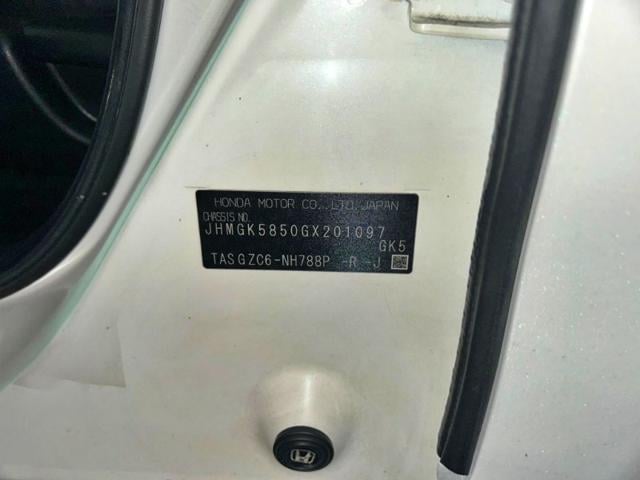 HONDA MOTOR CO.,LTD.JAPAN
CHASSIS NO.
JHMGK5850GX201097
GK5
TASGZC6-NH788P -R -J